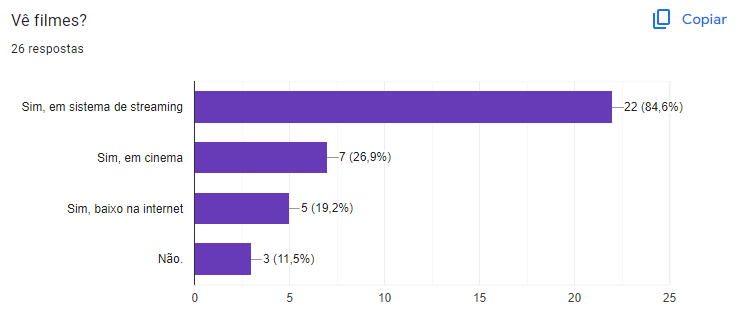 Vê filmes?
Copiar
26 respostas
Sim, em sistema de streaming
22 (84,6%)
Sim, em cinema
7 (26,9%)
Sim, baixo na internet
5 (19,2%)
Não.
3 (11,5%)
0 5 10 15 20 25